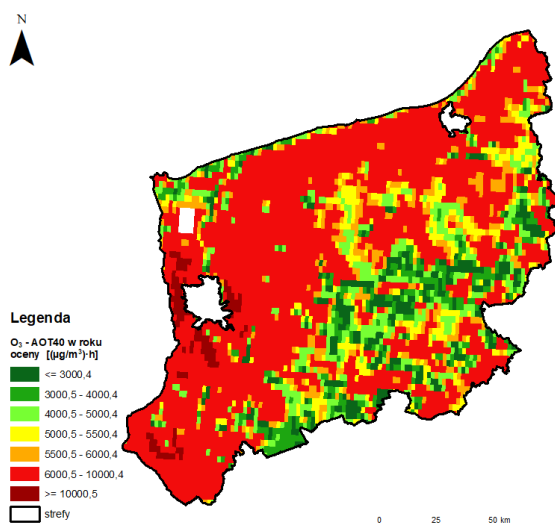 N
Legenda
O₃ - AOT40 w roku
oceny [(µg/m³)·h]
<= 3000,4
3000,5 - 4000,4
4000,5 - 5000,4
5000,5 - 5500,4
5500,5 - 6000,4
6000,5 - 10000,4
>= 10000,5
strefy
0 25 50 km